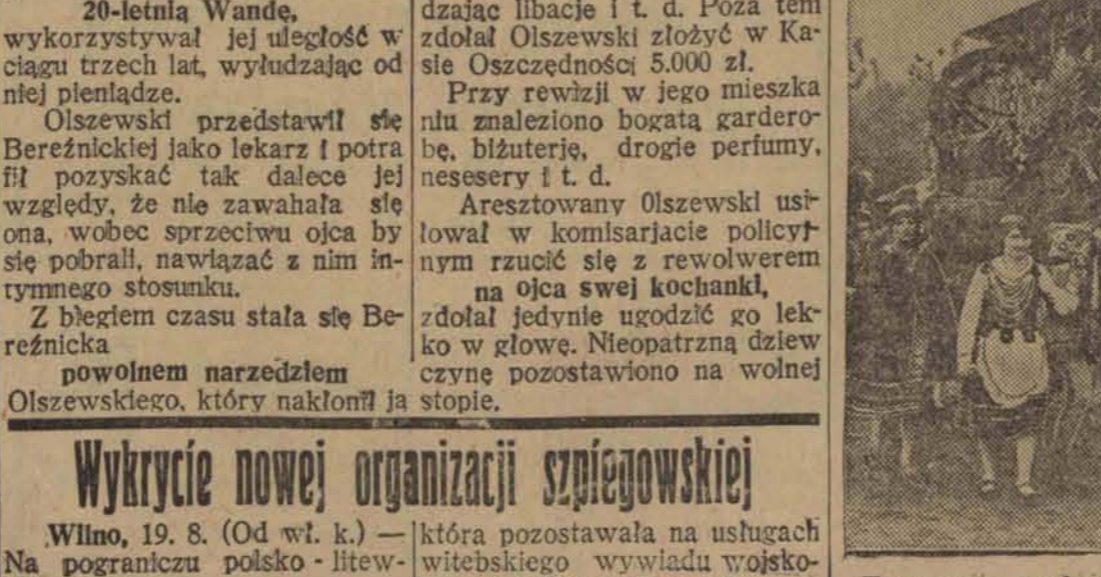 20-letnią Wandę,
wykorzystywał jej uległość w
ciągu trzech lat, wyłudzając od
niej pieniądze.
Olszewski przedstawił się
Bereźnickiej jako lekarz i potra
fił pozyskać tak dalece jej
względy, że nie zawahała się
ona, wobec sprzeciwu ojca by
się pobrali, nawiązać z nim in-
tymnego stosunku.
Z biegiem czasu stała się Be-
reźnicka
powolnem narzędziem
Olszewskiego, który nakłonił ją
dzając libacje i t. d. Poza tem
zdołał Olszewski złożyć w Ka-
sie Oszczędności 5.000 zł.
Przy rewizji w jego mieszka
niu znaleziono bogatą gardero-
bę, biżuterję, drogie perfumy,
nesesery i t. d.
Aresztowany Olszewski usi-
łował w komisarjacie policyj-
nym rzucić się z rewolwerem
na ojca swej kochanki,
zdołał jedynie ugodzić go lek-
ko w głowę. Nieopatrzną dziew
czynę pozostawiono na wolnej
stopie.
Wykrycie nowej organizacji szpiegowskiej
Wilno, 19. 8. (Od wł. k.) —
Na pograniczu polsko - litew-
która pozostawała na usługach
witebskiego wywiadu wojsko-